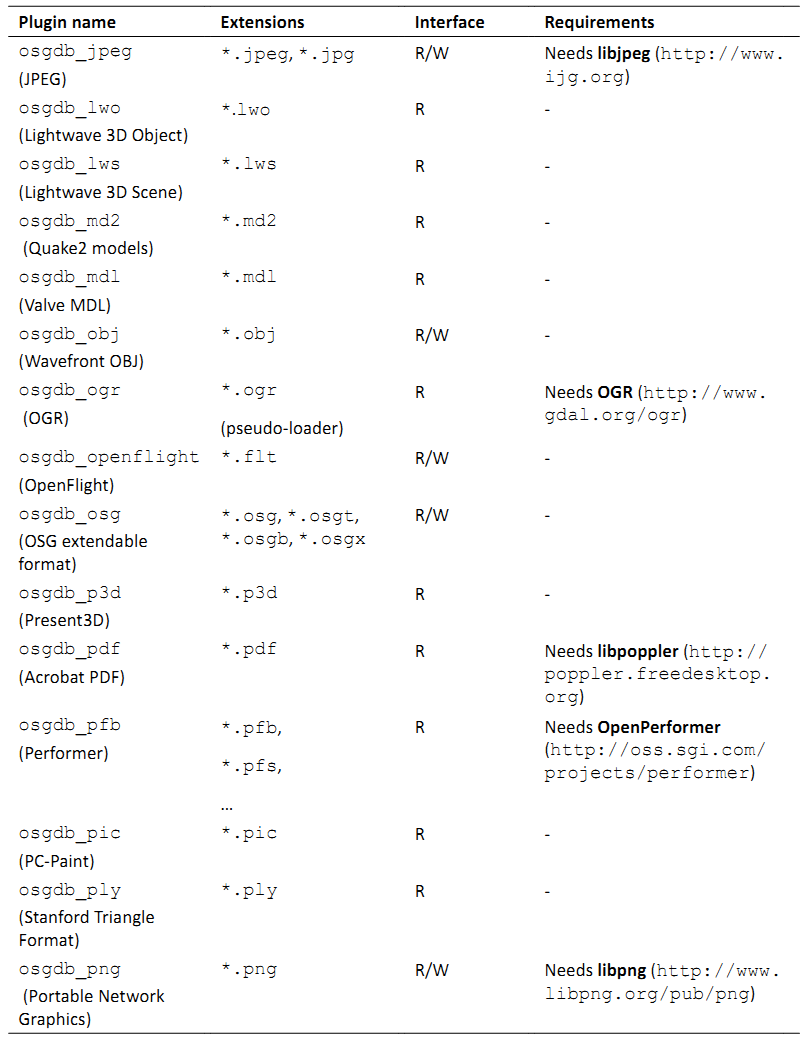 Plugin name Extensions Interface Requirements
osgdb_jpeg *.jpeg, *.jpg R/W Needs libjpeg (http://www.
(JPEG) ijg.org)
osgdb_lwo *.lwo R -
(Lightwave 3D Object)
osgdb_lws *.lws R -
(Lightwave 3D Scene)
osgdb_md2 *.md2 R -
(Quake2 models)
osgdb_mdl *.mdl R -
(Valve MDL)
osgdb_obj *.obj R/W -
(Wavefront OBJ)
osgdb_ogr *.ogr R Needs OGR (http://www.
(OGR) gdal.org/ogr)
(pseudo-loader)
osgdb_openflight *.flt R/W -
(OpenFlight)
osgdb_osg *.osg, *.osgt, R/W -
(OSG extendable *.osgb, *.osgx
format)
osgdb_p3d *.p3d R -
(Present3D)
osgdb_pdf *.pdf R Needs libpoppler (http://
(Acrobat PDF) poppler.freedesktop.
org)
osgdb_pfb *.pfb, R Needs OpenPerformer
(Performer) (http://oss.sgi.com/
*.pfs, projects/performer)
…
osgdb_pic *.pic R -
(PC-Paint)
osgdb_ply *.ply R -
(Stanford Triangle
Format)
osgdb_png *.png R/W Needs libpng (http://www.
(Portable Network libpng.org/pub/png)
Graphics)